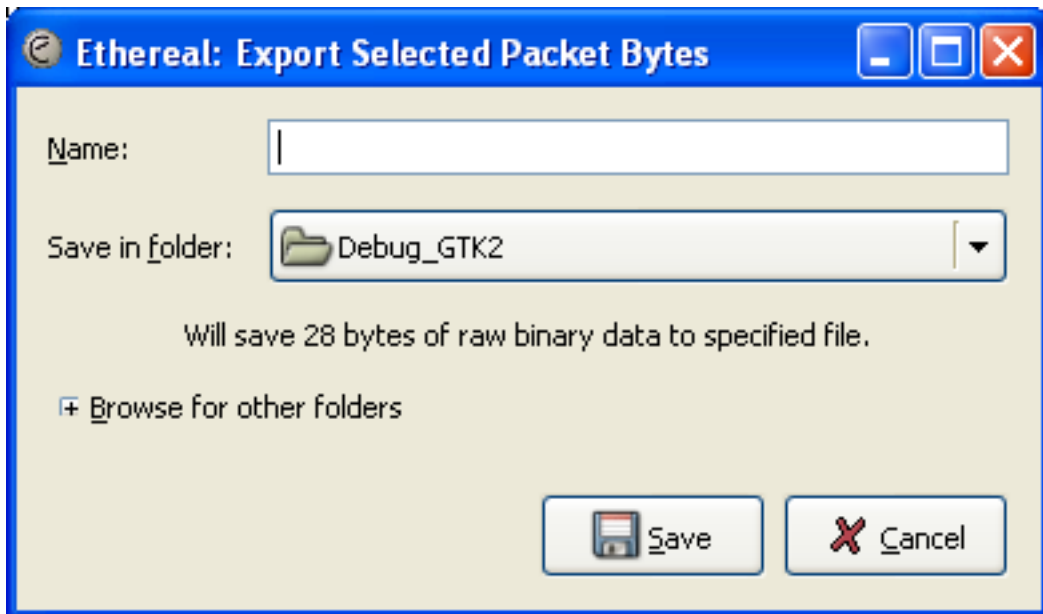 Ethereal: Export Selected Packet Bytes
Name:
Save in folder: Debug_GTK2
Will save 28 bytes of raw binary data to specified file.
Browse for other folders
Save Cancel